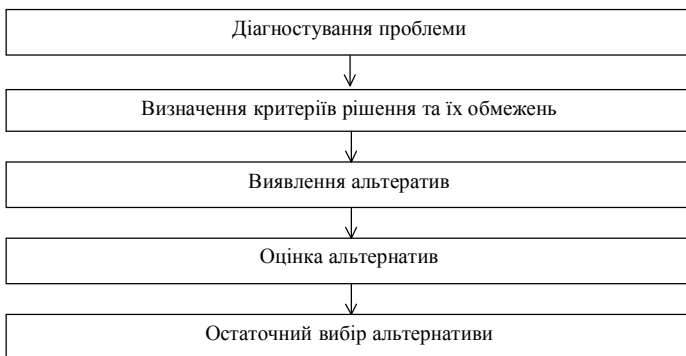 Діагностування проблеми
Визначення критеріїв рішення та їх обмежень
Виявлення альтератив
Оцінка альтернатив
Остаточний вибір альтернативи